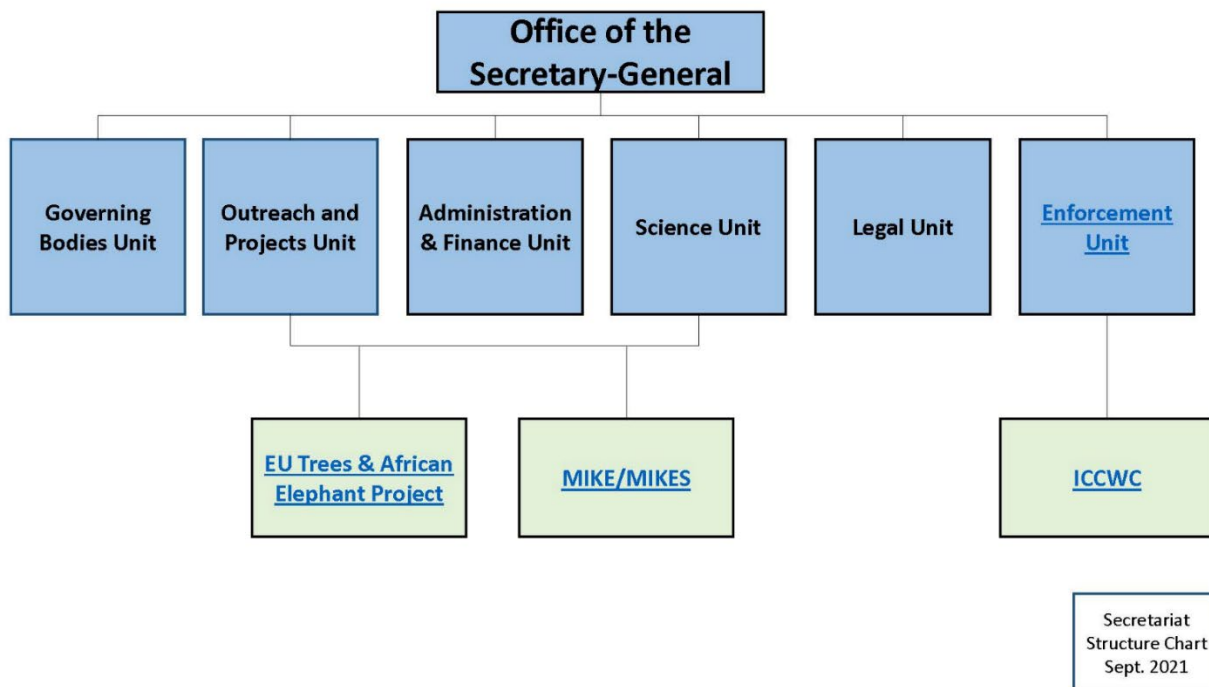 Office of the
Secretary-General
Governing
Bodies Unit
Outreach and
Projects Unit
Administration
& Finance Unit
Science Unit
Legal Unit
Enforcement
Unit
EU Trees & African
Elephant Project
MIKE/MIKES
ICCWC
Secretariat
Structure Chart
Sept. 2021